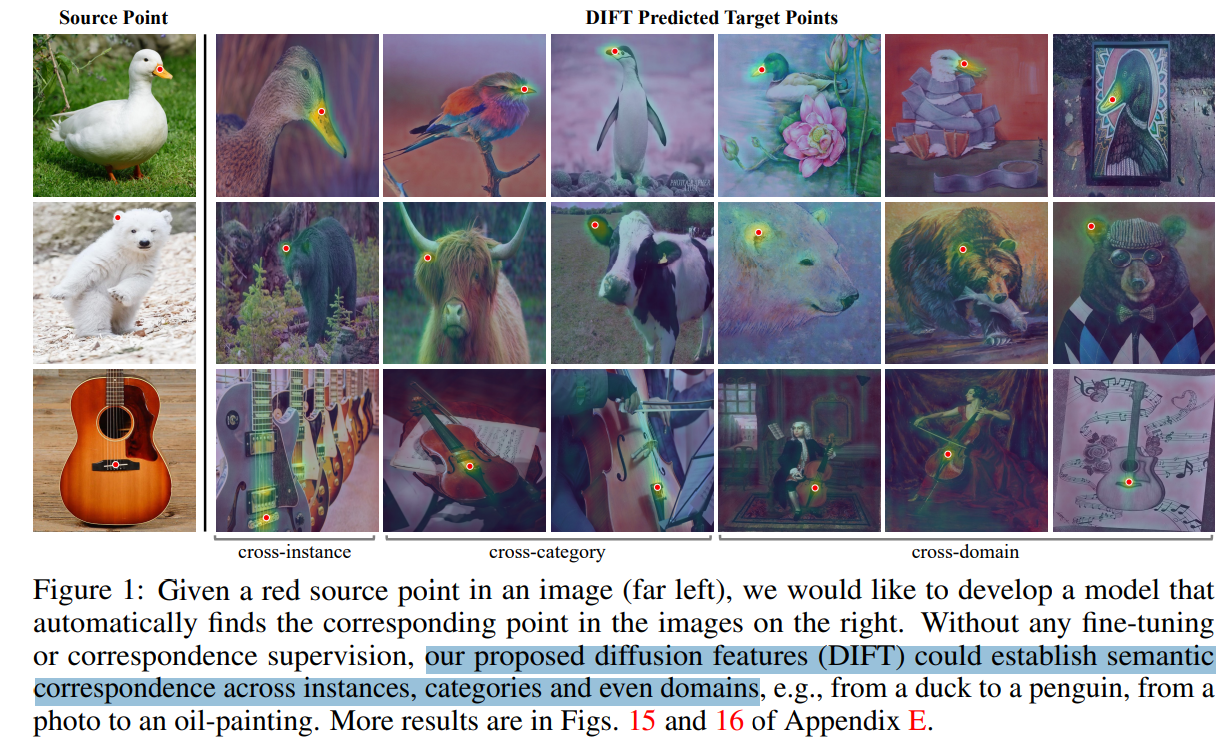 Source Point
DIFT Predicted Target Points
cross-instance
cross-category
cross-domain
Figure 1: Given a red source point in an image (far left), we would like to develop a model that
automatically finds the corresponding point in the images on the right. Without any fine-tuning
or correspondence supervision, our proposed diffusion features (DIFT) could establish semantic
correspondence across instances, categories and even domains, e.g., from a duck to a penguin, from a
photo to an oil-painting. More results are in Figs. 15 and 16 of Appendix E.